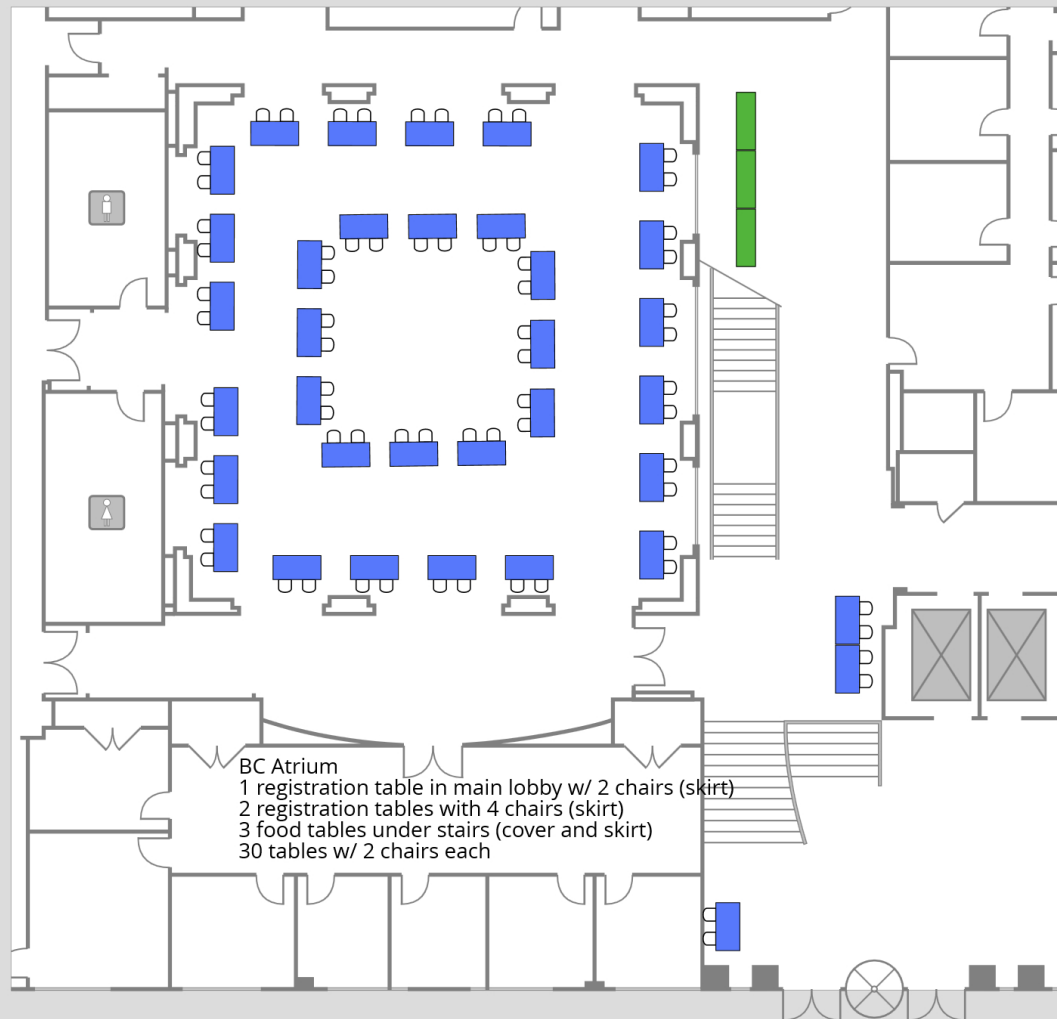 BC Atrium
1 registration table in main lobby w/ 2 chairs (skirt)
2 registration tables with 4 chairs (skirt)
3 food tables under stairs (cover and skirt)
30 tables w/ 2 chairs each